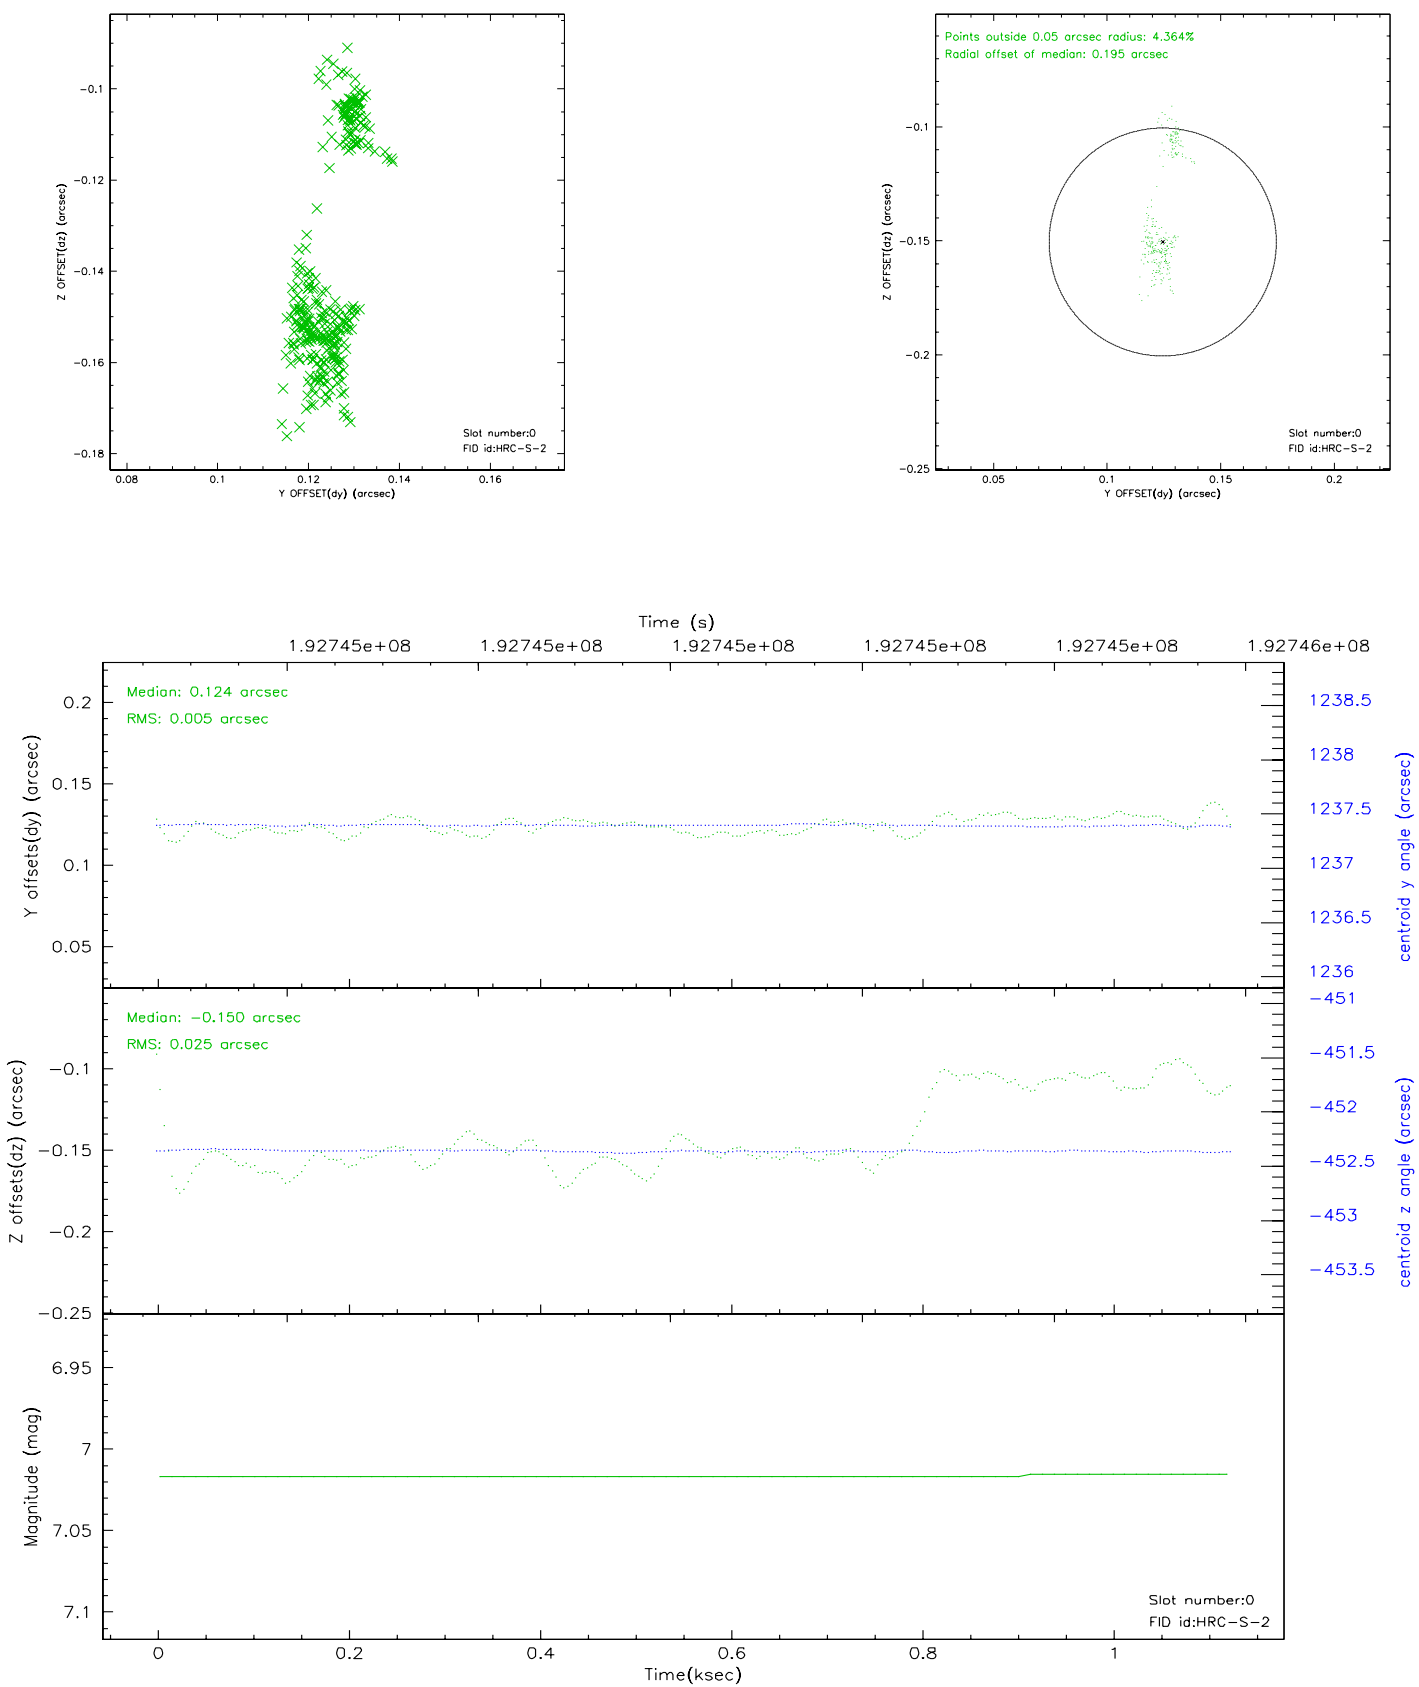 −0.1
−0.12
−0.14
−0.16
−0.18
Z OFFSET(dz) (arcsec)
0.08 0.1 0.12 0.14 0.16
Y OFFSET(dy) (arcsec)
Slot number:0
FID id:HRC−S−2
Points outside 0.05 arcsec radius: 4.364%
Radial offset of median: 0.195 arcsec
−0.1
−0.15
−0.2
−0.25
Z OFFSET(dz) (arcsec)
0.05 0.1 0.15 0.2
Y OFFSET(dy) (arcsec)
Slot number:0
FID id:HRC−S−2
Time (s)
1.92745e+08 1.92745e+08 1.92745e+08 1.92745e+08 1.92745e+08 1.92746e+08
Median: 0.124 arcsec
RMS: 0.005 arcsec
0.2
0.15
0.1
0.05
Y offsets(dy) (arcsec)
1238.5
1238
1237.5
1237
1236.5
1236
centroid y angle (arcsec)
Median: −0.150 arcsec
RMS: 0.025 arcsec
−0.1
−0.15
−0.2
−0.25
Z offsets(dz) (arcsec)
−451
−451.5
−452
−452.5
−453
−453.5
centroid z angle (arcsec)
6.95
7
7.05
7.1
Magnitude (mag)
Slot number:0
FID id:HRC−S−2
0 0.2 0.4 0.6 0.8 1
Time(ksec)